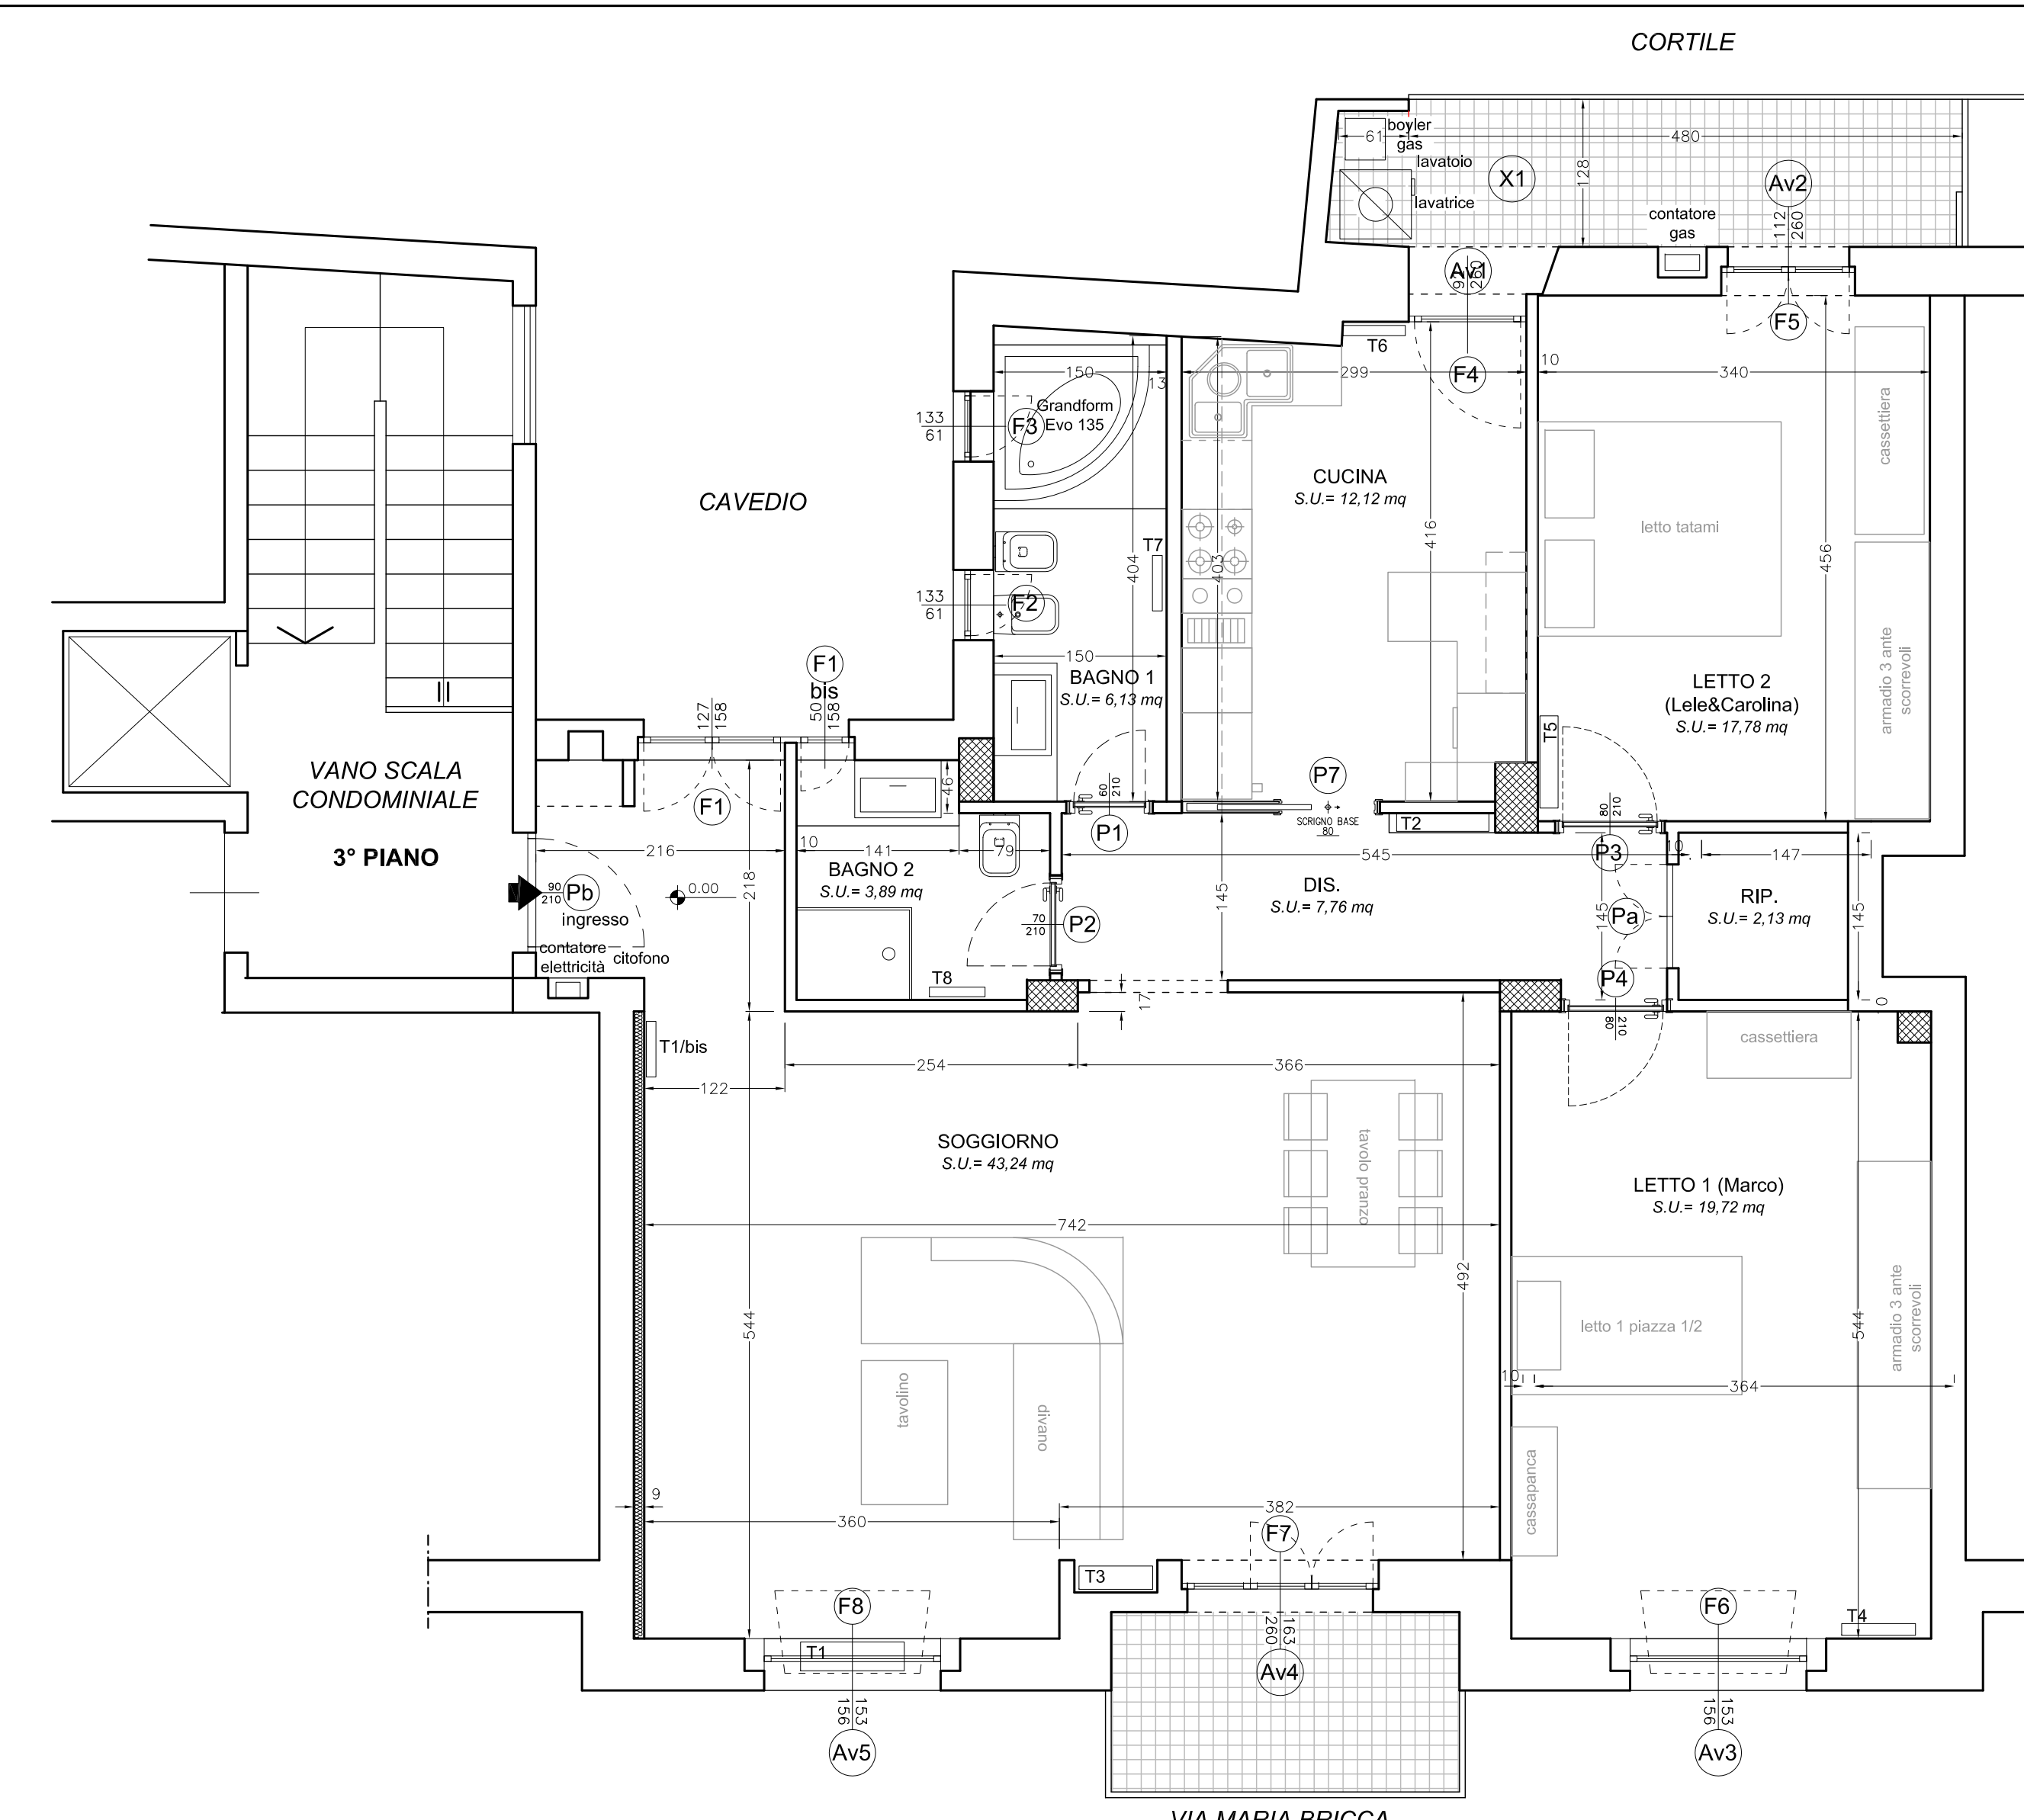 CORTILE
boyler
gas
61
480
lavatoio
X1
128
Av2
112
260
lavatrice
contatore
gas
Av1
92
260
F5
T6
F4
150
13
299
10
340
Grandform
Evo 135
133
61
F3
cassettiera
CAVEDIO
CUCINA
S.U.= 12,12 mq
letto tatami
416
456
T7
404
403
133
61
F2
F1
bis
150
BAGNO 1
S.U.= 6,13 mq
127
158
50
158
LETTO 2
(Lele&Carolina)
S.U.= 17,78 mq
armadio 3 ante
scorrevoli
T5
VANO SCALA
CONDOMINIALE
3° PIANO
F1
46
60
210
P1
P7
SCRIGNO BASE
80
T2
80
210
P3
10
147
216
10
141
79
545
BAGNO 2
S.U.= 3,89 mq
218
90
210
Pb
0.00
ingresso
contatore
elettricità
citofono
DIS.
S.U.= 7,76 mq
145
70
210
P2
145
Pa
RIP.
S.U.= 2,13 mq
145
P4
T8
17
0
210
80
T1/bis
cassettiera
122
254
366
SOGGIORNO
S.U.= 43,24 mq
tavolo pranzo
LETTO 1 (Marco)
S.U.= 19,72 mq
742
492
544
544
letto 1 piazza 1/2
armadio 3 ante
scorrevoli
10
364
tavolino
divano
cassapanca
9
360
382
F7
T3
F8
T1
F6
T4
163
260
Av4
153
156
Av5
153
156
Av3
VIA MARIA BRICCA